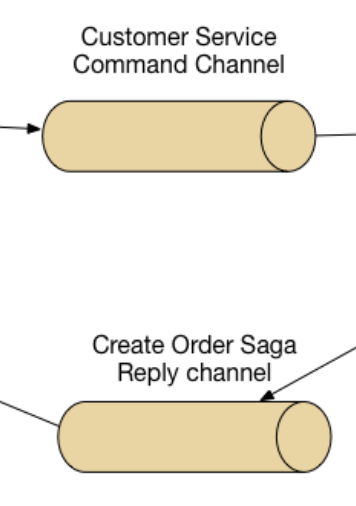 Customer Service
Command Channel
Create Order Saga
Reply channel